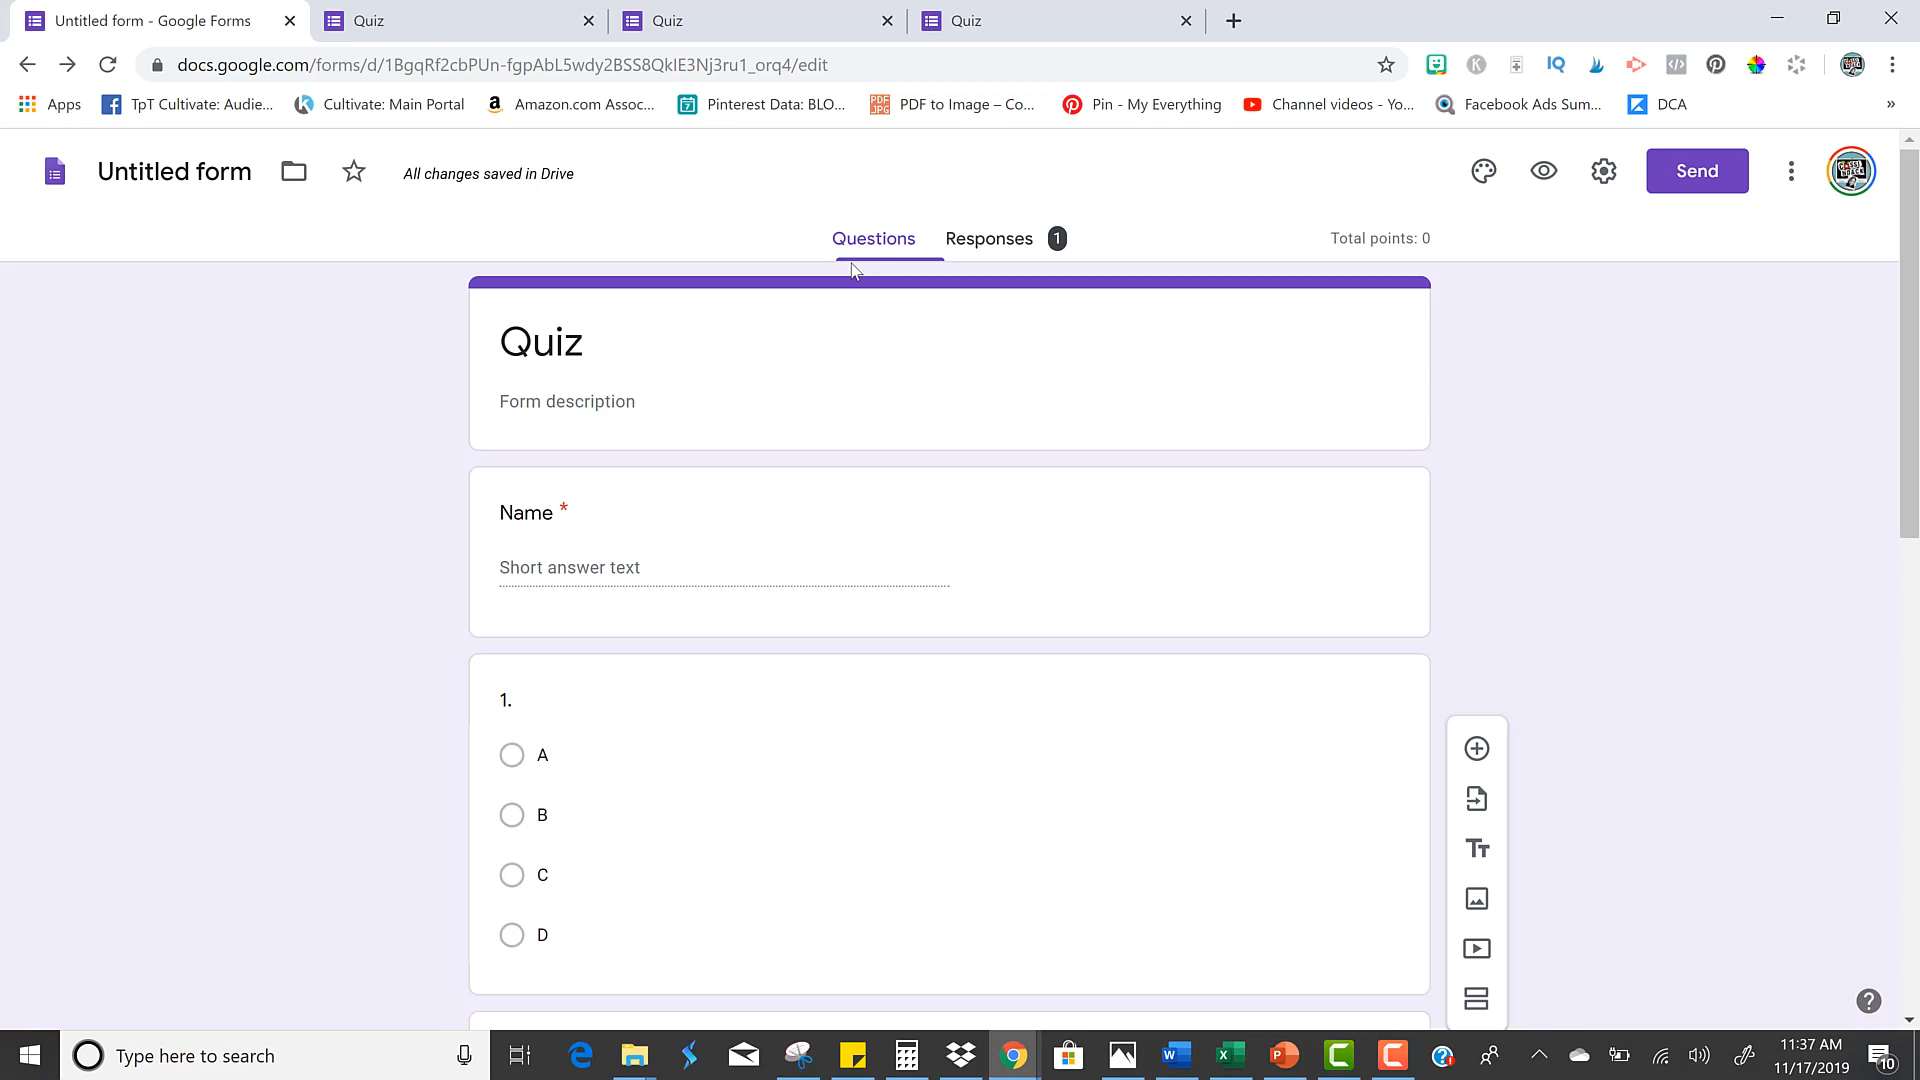 Untitled form - Google Forms
Quiz
Quiz
Quiz
docs.google.com/forms/d/1BgqRf2cbPUn-fgpAbL5wdy2BSS8QkIE3Nj3ru1_orq4/edit
Apps
TpT Cultivate: Audie...
Cultivate: Main Portal
Amazon.com Assoc...
Pinterest Data: BLO...
PDF to Image – Co...
Pin - My Everything
Channel videos - Yo...
Facebook Ads Sum...
DCA
Untitled form
All changes saved in Drive
Send
Questions
Responses 1
Total points: 0
Quiz
Form description
Name *
Short answer text
1.
A
B
C
D
Type here to search
11:37 AM
11/17/2019
10